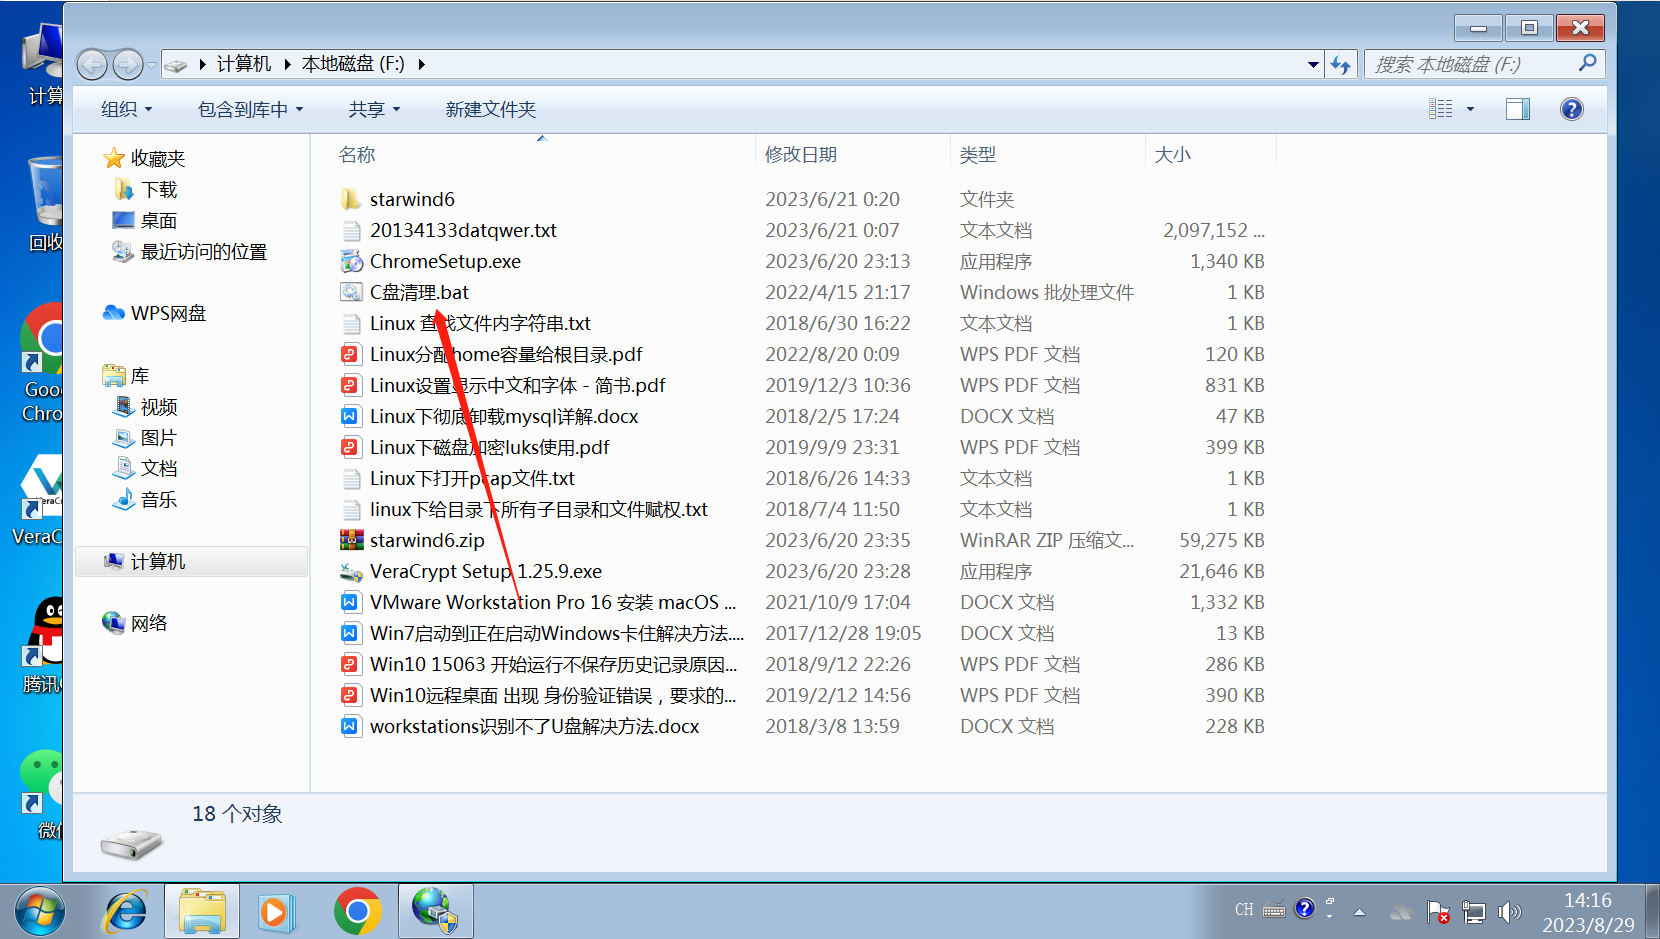 计算机 ▸ 本地磁盘 (F:) ▸
搜索 本地磁盘 (F:)
组织 包含到库中 共享 新建文件夹
收藏夹
下载
桌面
最近访问的位置
WPS网盘
库
视频
图片
文档
音乐
计算机
网络
名称 修改日期 类型 大小
starwind6 2023/6/21 0:20 文件夹
20134133datqwer.txt 2023/6/21 0:07 文本文档 2,097,152 ...
ChromeSetup.exe 2023/6/20 23:13 应用程序 1,340 KB
C盘清理.bat 2022/4/15 21:17 Windows 批处理文件 1 KB
Linux 查找文件内字符串.txt 2018/6/30 16:22 文本文档 1 KB
Linux分配home容量给根目录.pdf 2022/8/20 0:09 WPS PDF 文档 120 KB
Linux设置显示中文和字体 - 简书.pdf 2019/12/3 10:36 WPS PDF 文档 831 KB
Linux下彻底卸载mysql详解.docx 2018/2/5 17:24 DOCX 文档 47 KB
Linux下磁盘加密luks使用.pdf 2019/9/9 23:31 WPS PDF 文档 399 KB
Linux下打开pcap文件.txt 2018/6/26 14:33 文本文档 1 KB
linux下给目录下所有子目录和文件赋权.txt 2018/7/4 11:50 文本文档 1 KB
starwind6.zip 2023/6/20 23:35 WinRAR ZIP 压缩文... 59,275 KB
VeraCrypt Setup 1.25.9.exe 2023/6/20 23:28 应用程序 21,646 KB
VMware Workstation Pro 16 安装 macOS ... 2021/10/9 17:04 DOCX 文档 1,332 KB
Win7启动到正在启动Windows卡住解决方法.... 2017/12/28 19:05 DOCX 文档 13 KB
Win10 15063 开始运行不保存历史记录原因... 2018/9/12 22:26 WPS PDF 文档 286 KB
Win10远程桌面 出现 身份验证错误，要求的... 2019/2/12 14:56 WPS PDF 文档 390 KB
workstations识别不了U盘解决方法.docx 2018/3/8 13:59 DOCX 文档 228 KB
18 个对象
计算
回收
Goo
Chro
VeraC
腾讯
微
CH
14:16
2023/8/29